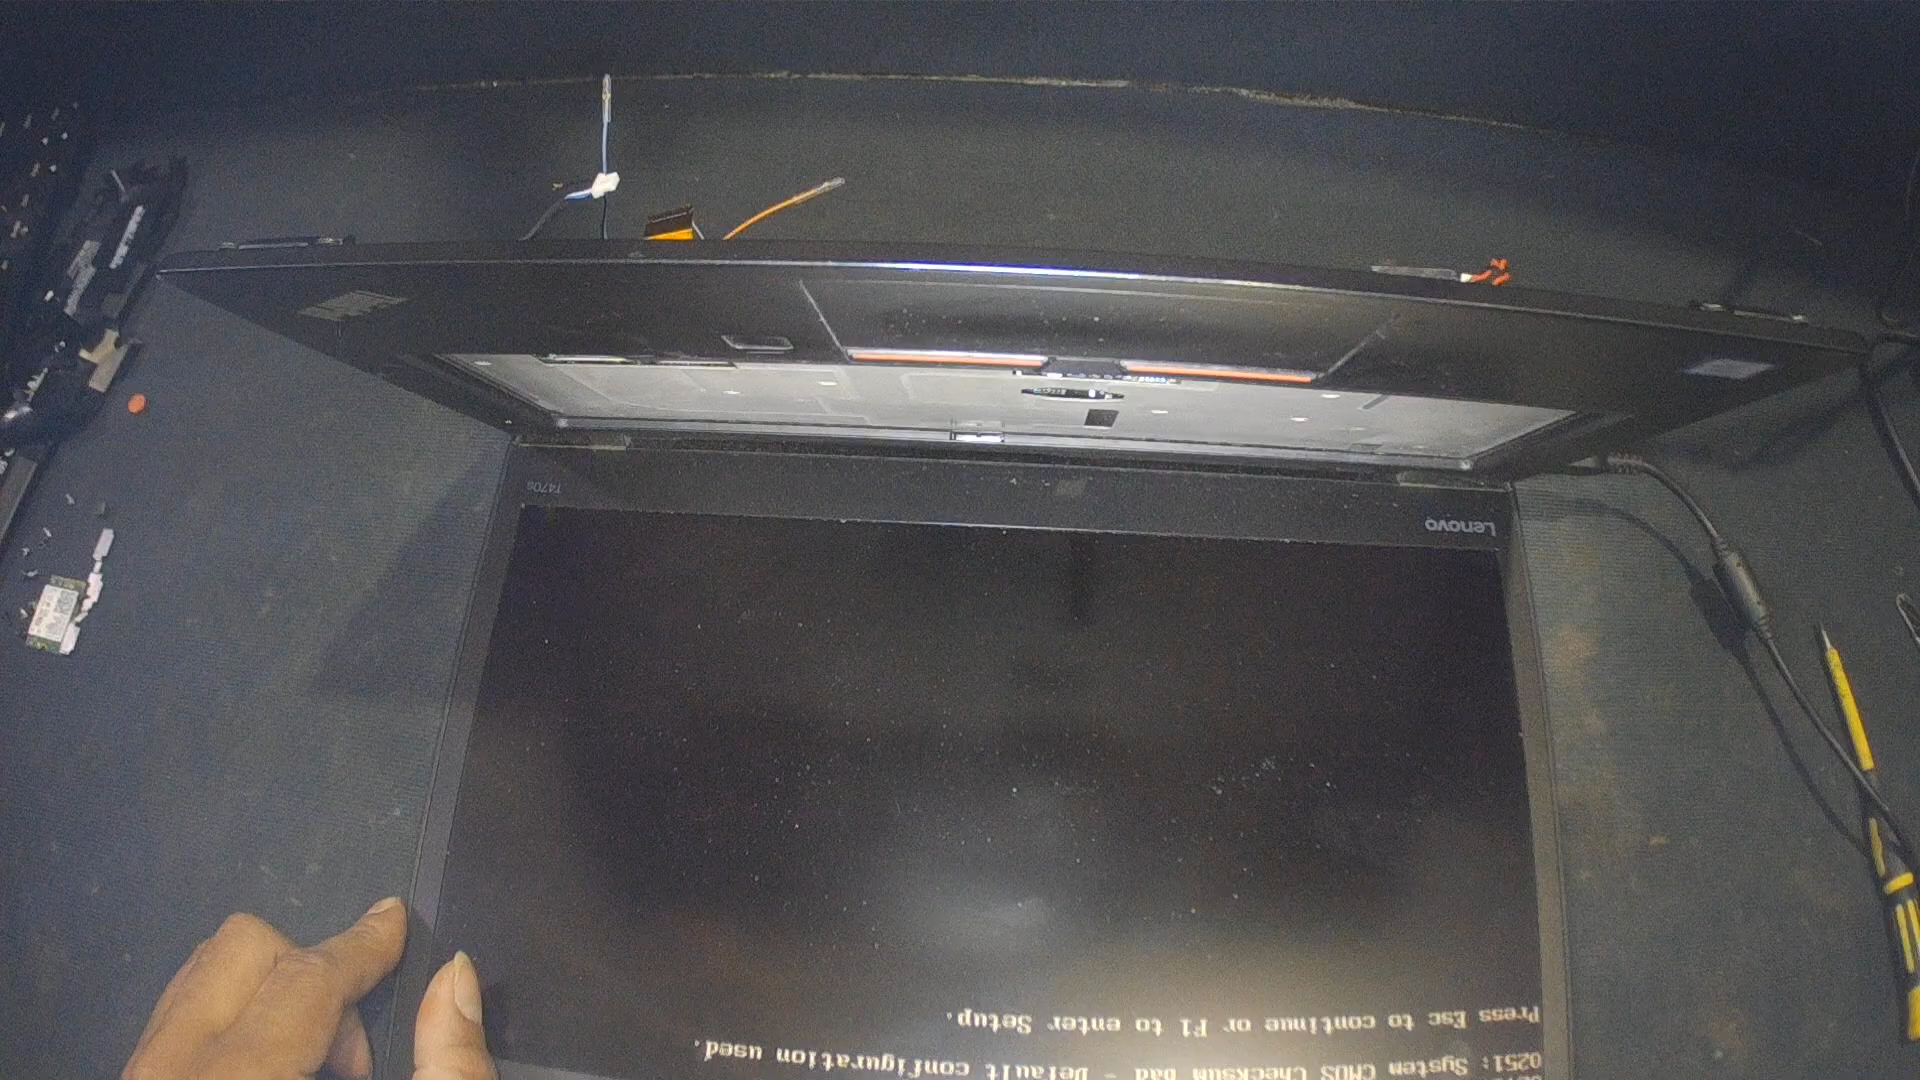 0251: System CMOS Checksum bad - Default configuration used.
Press Esc to continue or F1 to enter Setup.
Lenovo
T470s